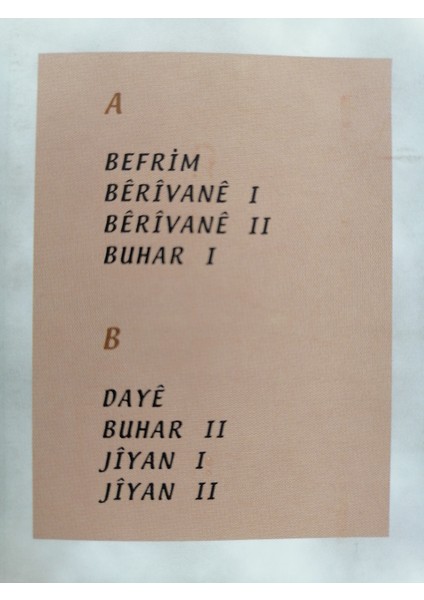 A
BEFRİM
BÊRÎVANÊ I
BÊRÎVANÊ II
BUHAR I
B
DAYÊ
BUHAR II
JÎYAN I
JÎYAN II